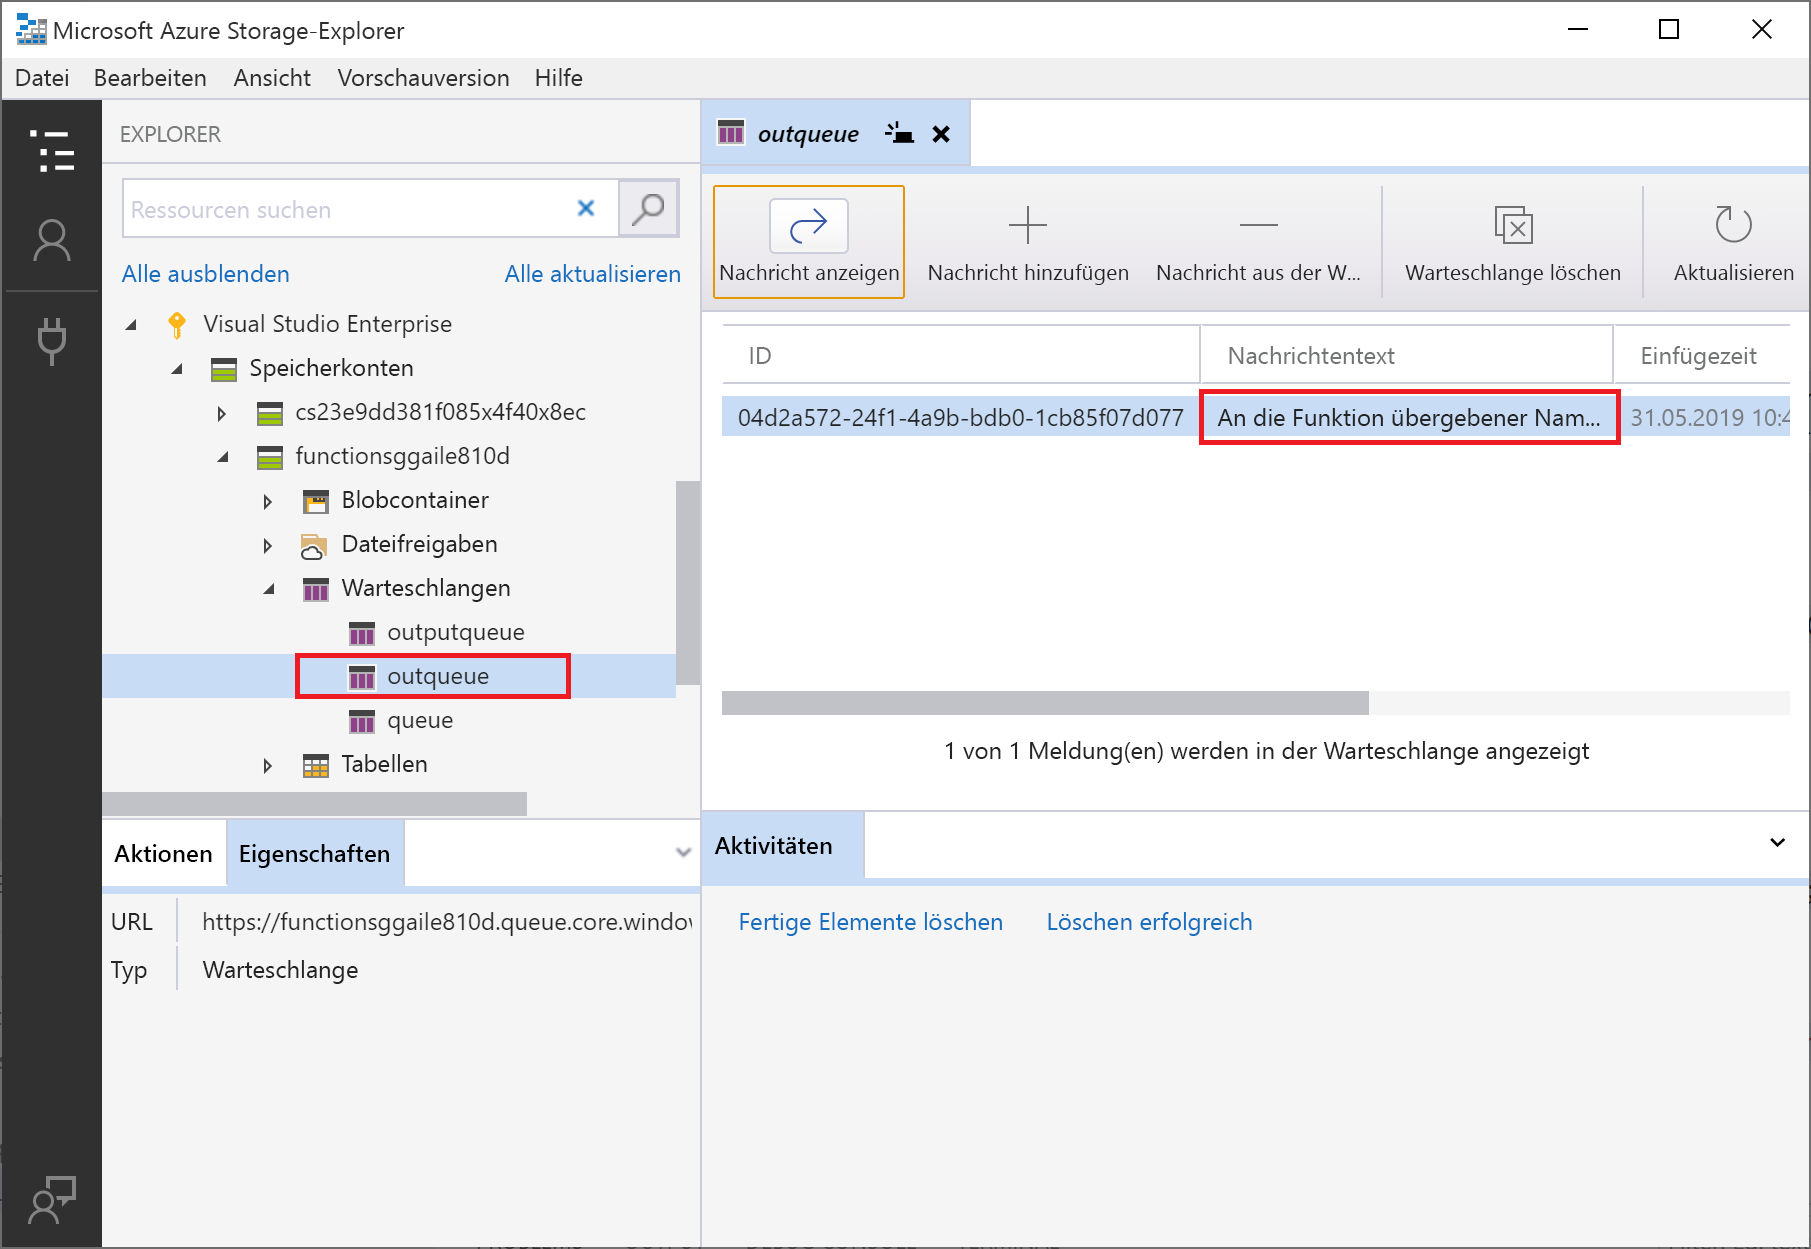 Microsoft Azure Storage-Explorer
Datei Bearbeiten Ansicht Vorschauversion Hilfe
EXPLORER
Ressourcen suchen
Alle ausblenden Alle aktualisieren
Visual Studio Enterprise
Speicherkonten
cs23e9dd381f085x4f40x8ec
functionsggaile810d
Blobcontainer
Dateifreigaben
Warteschlangen
outputqueue
outqueue
queue
Tabellen
Aktionen Eigenschaften
URL https://functionsggaile810d.queue.core.window
Typ Warteschlange
outqueue
Nachricht anzeigen Nachricht hinzufügen Nachricht aus der W... Warteschlange löschen Aktualisieren
ID Nachrichtentext Einfügezeit
04d2a572-24f1-4a9b-bdb0-1cb85f07d077 An die Funktion übergebener Nam... 31.05.2019 10:4
1 von 1 Meldung(en) werden in der Warteschlange angezeigt
Aktivitäten
Fertige Elemente löschen Löschen erfolgreich